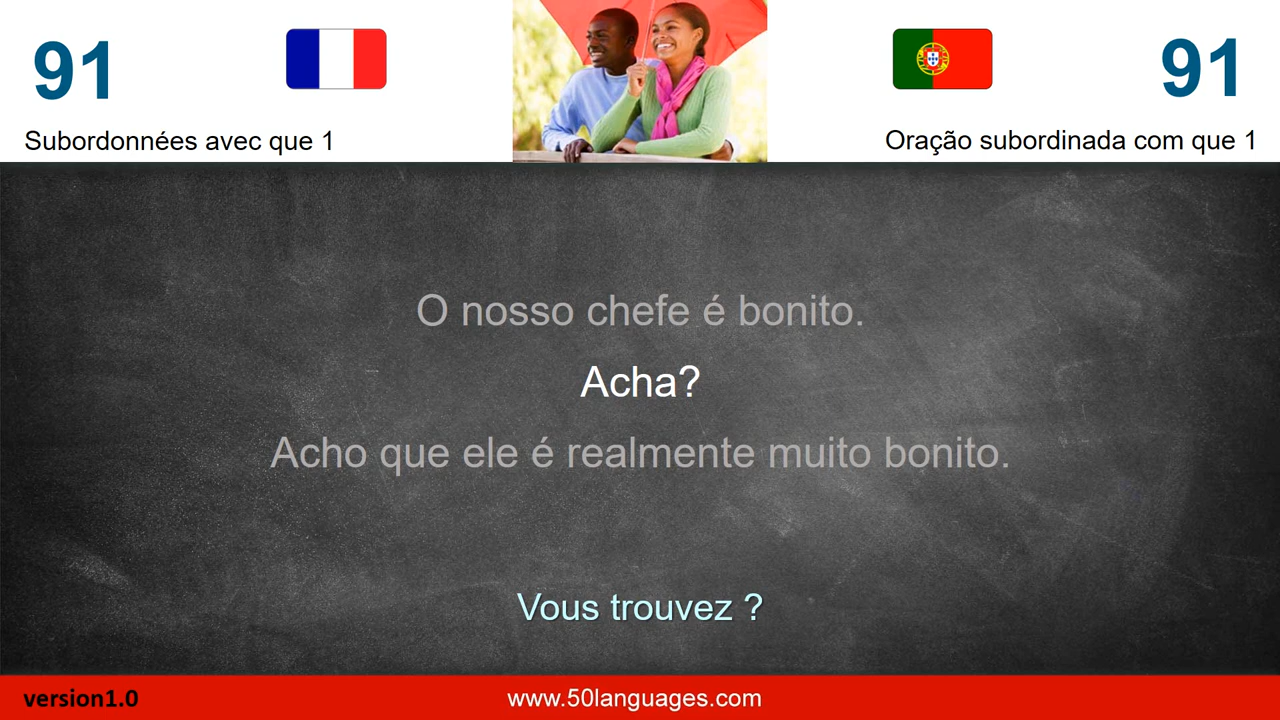 91
91
Subordonnées avec que 1
Oração subordinada com que 1
O nosso chefe é bonito.
Acha?
Acho que ele é realmente muito bonito.
Vous trouvez ?
version1.0
www.50languages.com